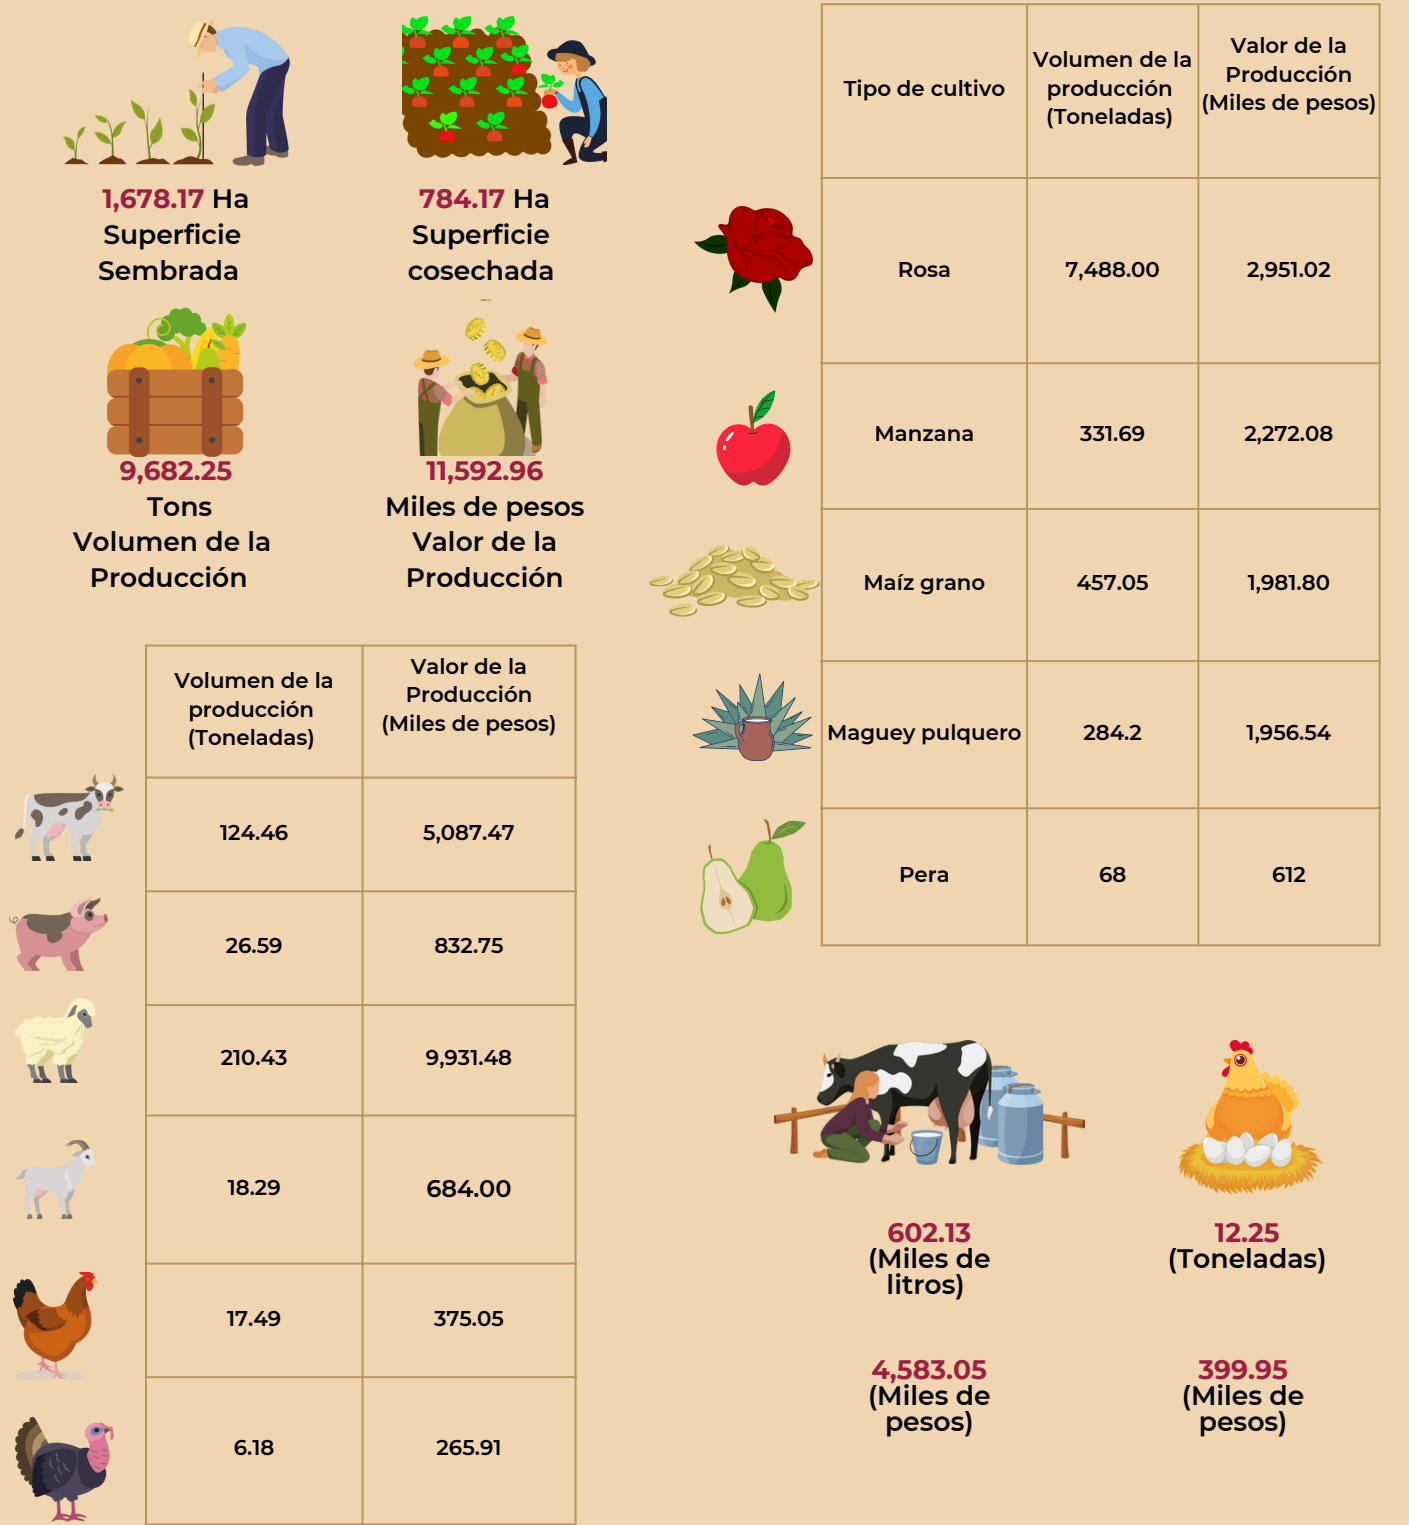 1,678.17 Ha
Superficie
Sembrada
784.17 Ha
Superficie
cosechada
9,682.25
Tons
Volumen de la
Producción
11,592.96
Miles de pesos
Valor de la
Producción
Volumen de la
producción
(Toneladas)
Valor de la
Producción
(Miles de pesos)
124.46
5,087.47
26.59
832.75
210.43
9,931.48
18.29
684.00
17.49
375.05
6.18
265.91
Tipo de cultivo
Volumen de la
producción
(Toneladas)
Valor de la
Producción
(Miles de pesos)
Rosa
7,488.00
2,951.02
Manzana
331.69
2,272.08
Maíz grano
457.05
1,981.80
Maguey pulquero
284.2
1,956.54
Pera
68
612
602.13
(Miles de
litros)
4,583.05
(Miles de
pesos)
12.25
(Toneladas)
399.95
(Miles de
pesos)